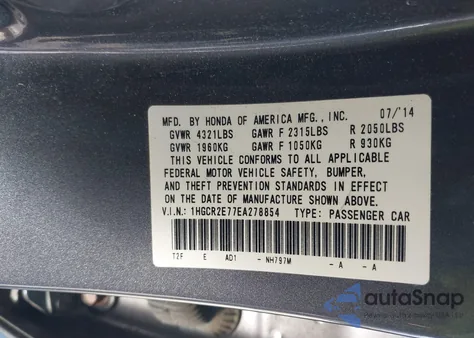 MFD. BY HONDA OF AMERICA MFG., INC. 07/'14
GVWR 4321LBS GAWR F 2315LBS R 2050LBS
GVWR 1960KG GAWR F 1050KG R 930KG
THIS VEHICLE CONFORMS TO ALL APPLICABLE
FEDERAL MOTOR VEHICLE SAFETY, BUMPER,
AND THEFT PREVENTION STANDARDS IN EFFECT
ON THE DATE OF MANUFACTURE SHOWN ABOVE.
V.I.N.: 1HGCR2E77EA278854 TYPE: PASSENGER CAR
T2F E AD1 - NH797M - A - A
autoSnap